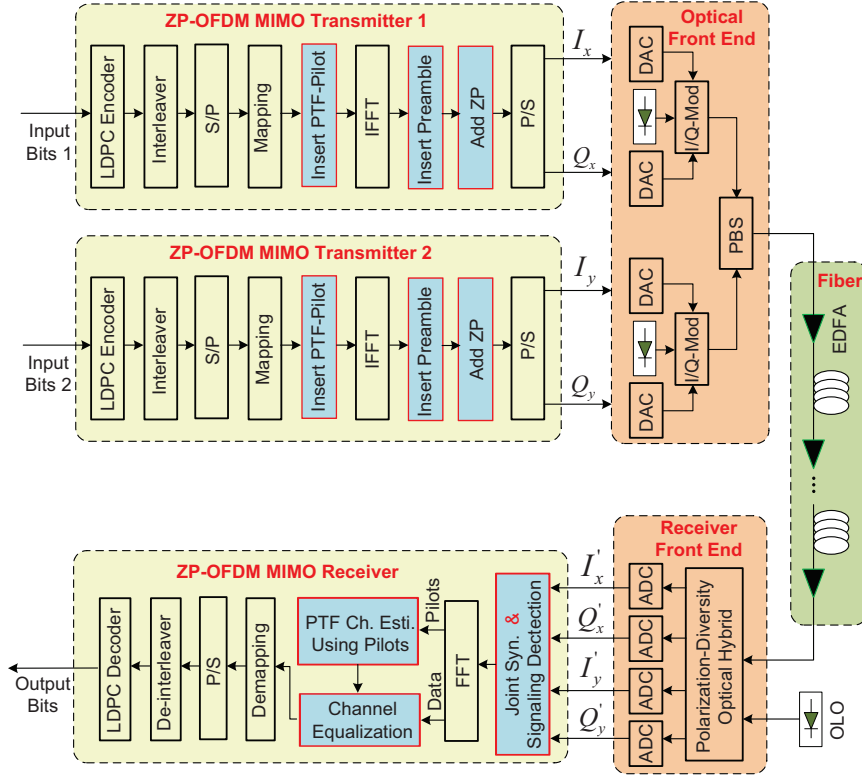 ZP-OFDM MIMO Transmitter 1
Input
Bits 1
LDPC Encoder
Interleaver
S/P
Mapping
Insert PTF-Pilot
IFFT
Insert Preamble
Add ZP
P/S
I_x
Q_x
Optical
Front End
DAC
DAC
I/Q-Mod
PBS
ZP-OFDM MIMO Transmitter 2
Input
Bits 2
LDPC Encoder
Interleaver
S/P
Mapping
Insert PTF-Pilot
IFFT
Insert Preamble
Add ZP
P/S
I_y
Q_y
DAC
DAC
I/Q-Mod
Fiber
EDFA
...
Receiver
Front End
Polarization-Diversity
Optical Hybrid
OLO
ADC
ADC
ADC
ADC
I'_x
Q'_x
I'_y
Q'_y
ZP-OFDM MIMO Receiver
Joint Syn. &
Signaling Dectection
FFT
Pilots
Data
PTF Ch. Esti.
Using Pilots
Channel
Equalization
Demapping
P/S
De-interleaver
LDPC Decoder
Output
Bits